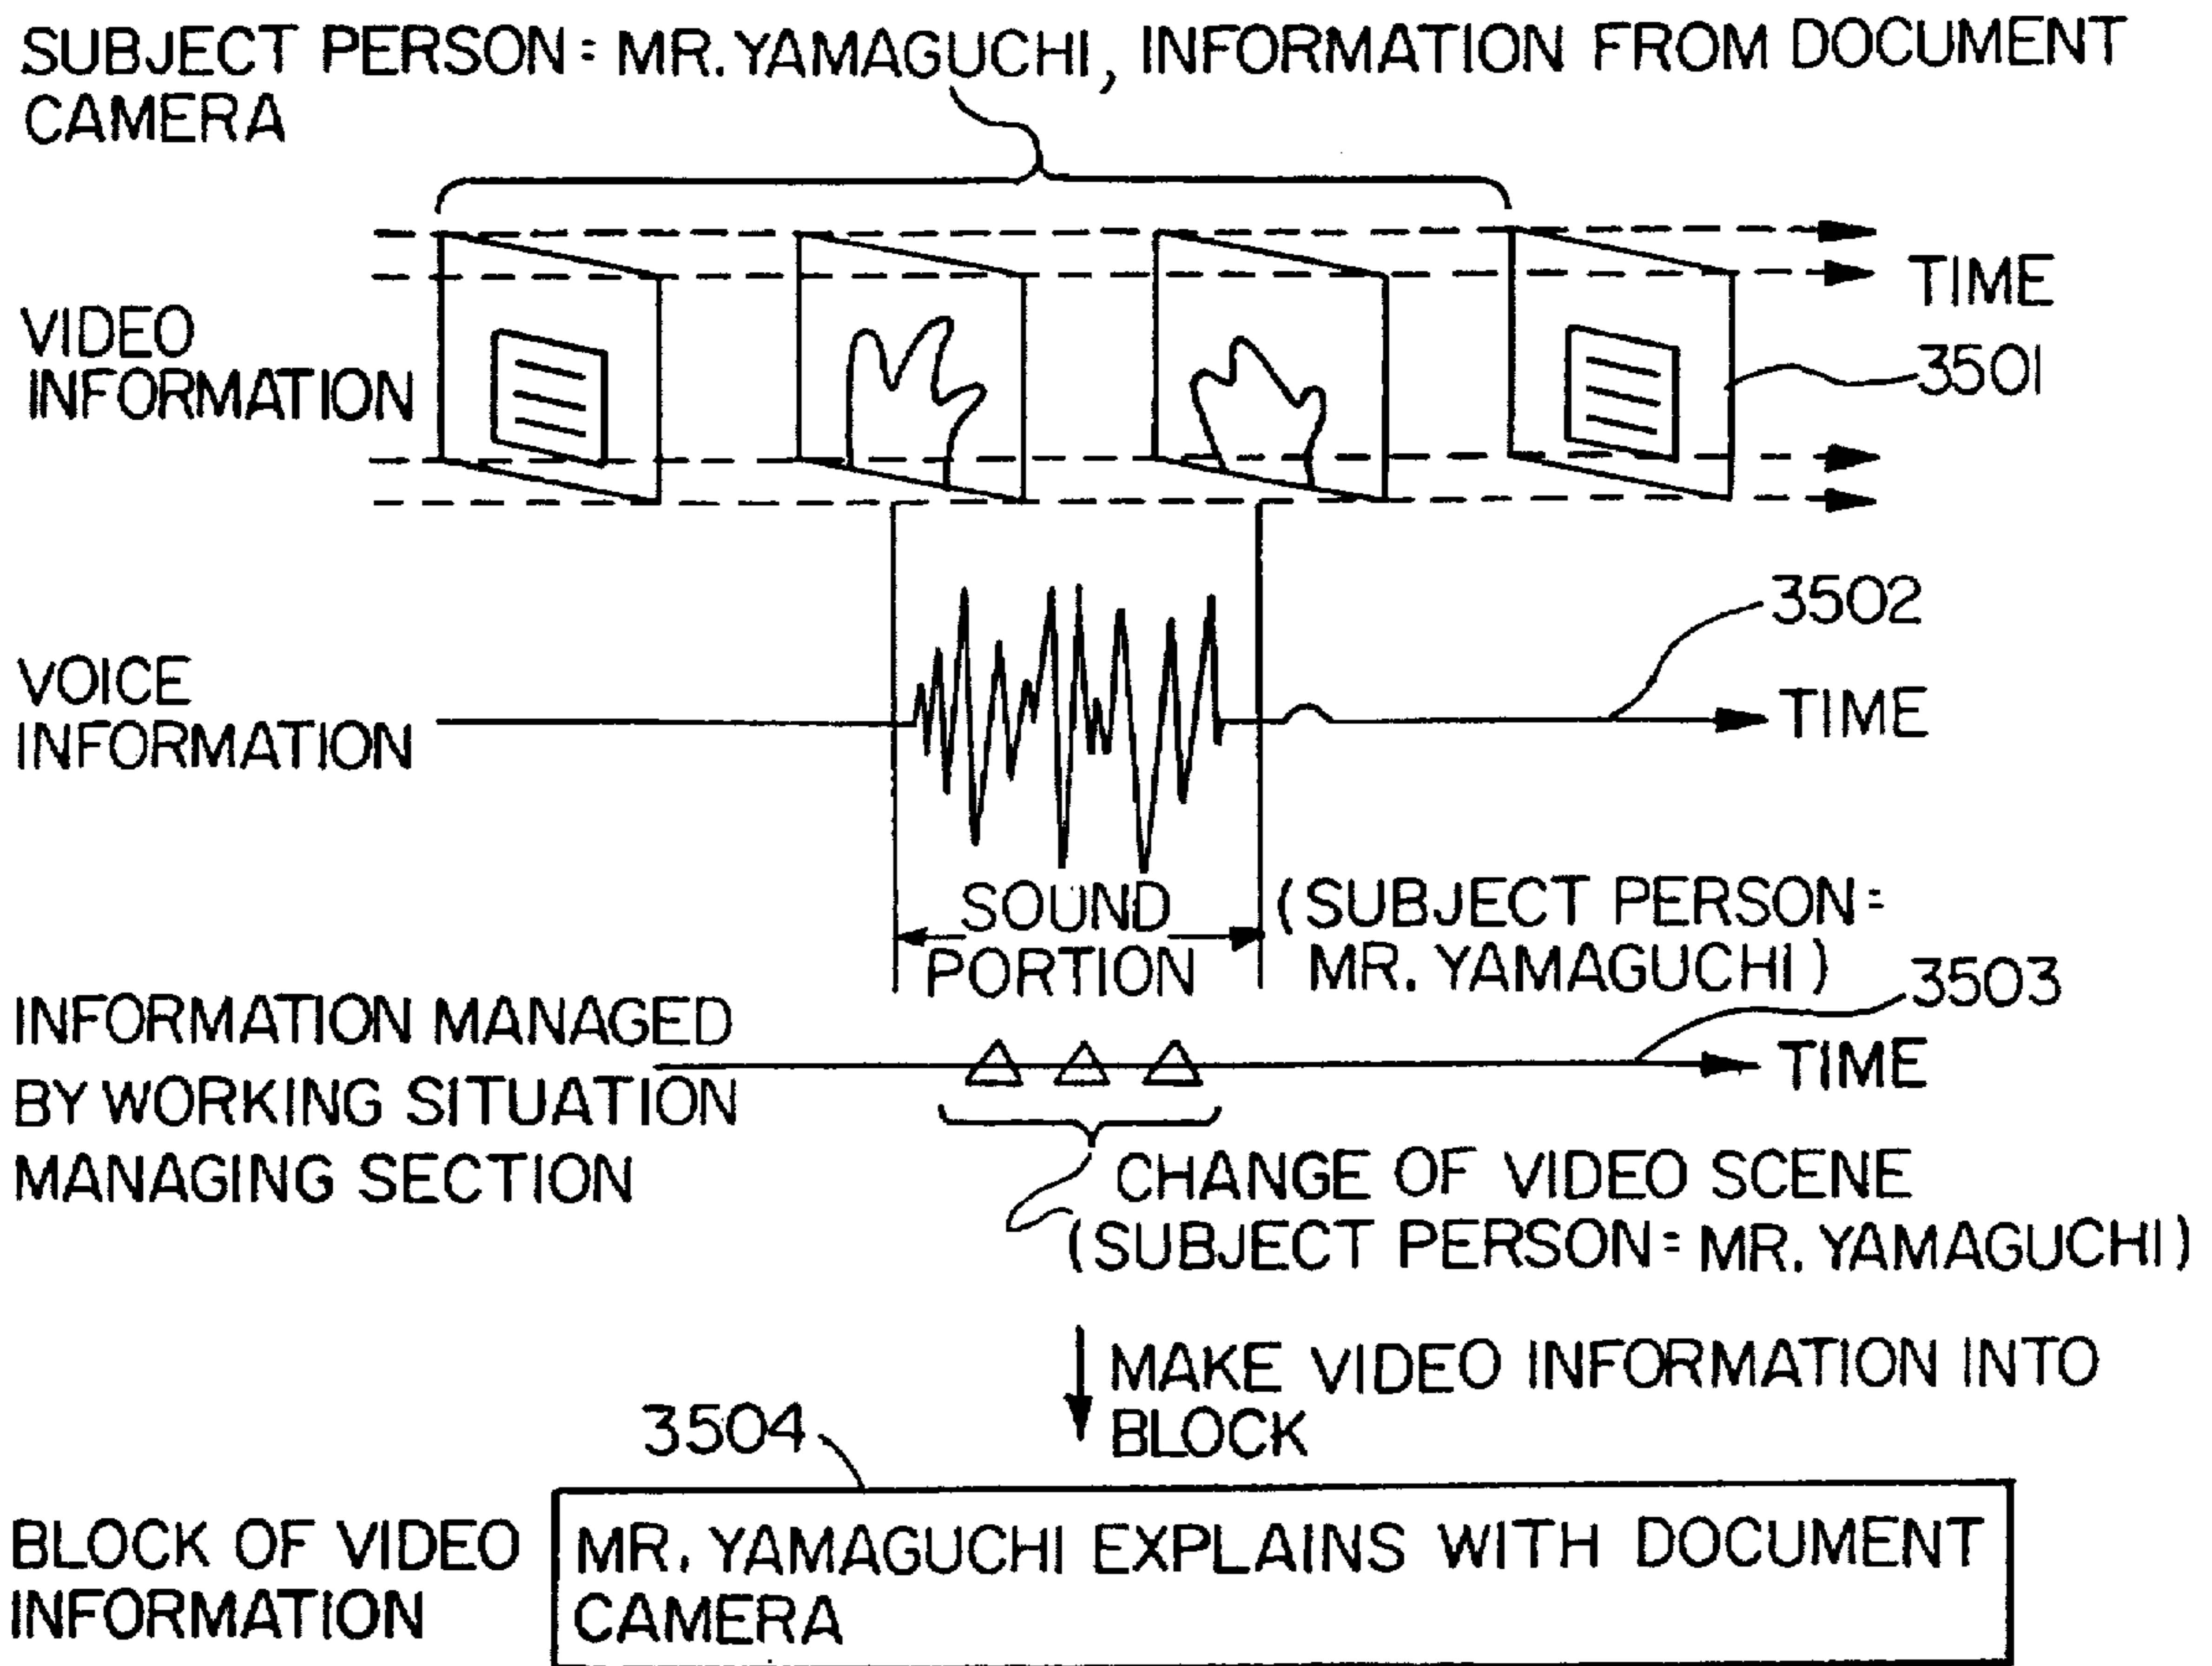 SUBJECT PERSON = MR. YAMAGUCHI, INFORMATION FROM DOCUMENT
CAMERA
TIME
VIDEO
INFORMATION
3501
3502
VOICE
INFORMATION
TIME
SOUND
PORTION
(SUBJECT PERSON=
MR. YAMAGUCHI)
3503
INFORMATION MANAGED
BY WORKING SITUATION
MANAGING SECTION
TIME
CHANGE OF VIDEO SCENE
(SUBJECT PERSON= MR. YAMAGUCHI)
MAKE VIDEO INFORMATION INTO
BLOCK
3504
BLOCK OF VIDEO
INFORMATION
MR. YAMAGUCHI EXPLAINS WITH DOCUMENT
CAMERA